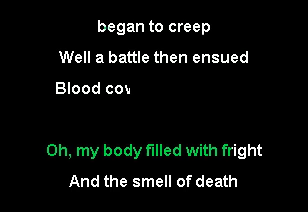 began to creep
Well a battle then ensued
Blood
Oh, my body filled with fright
And the smell of death